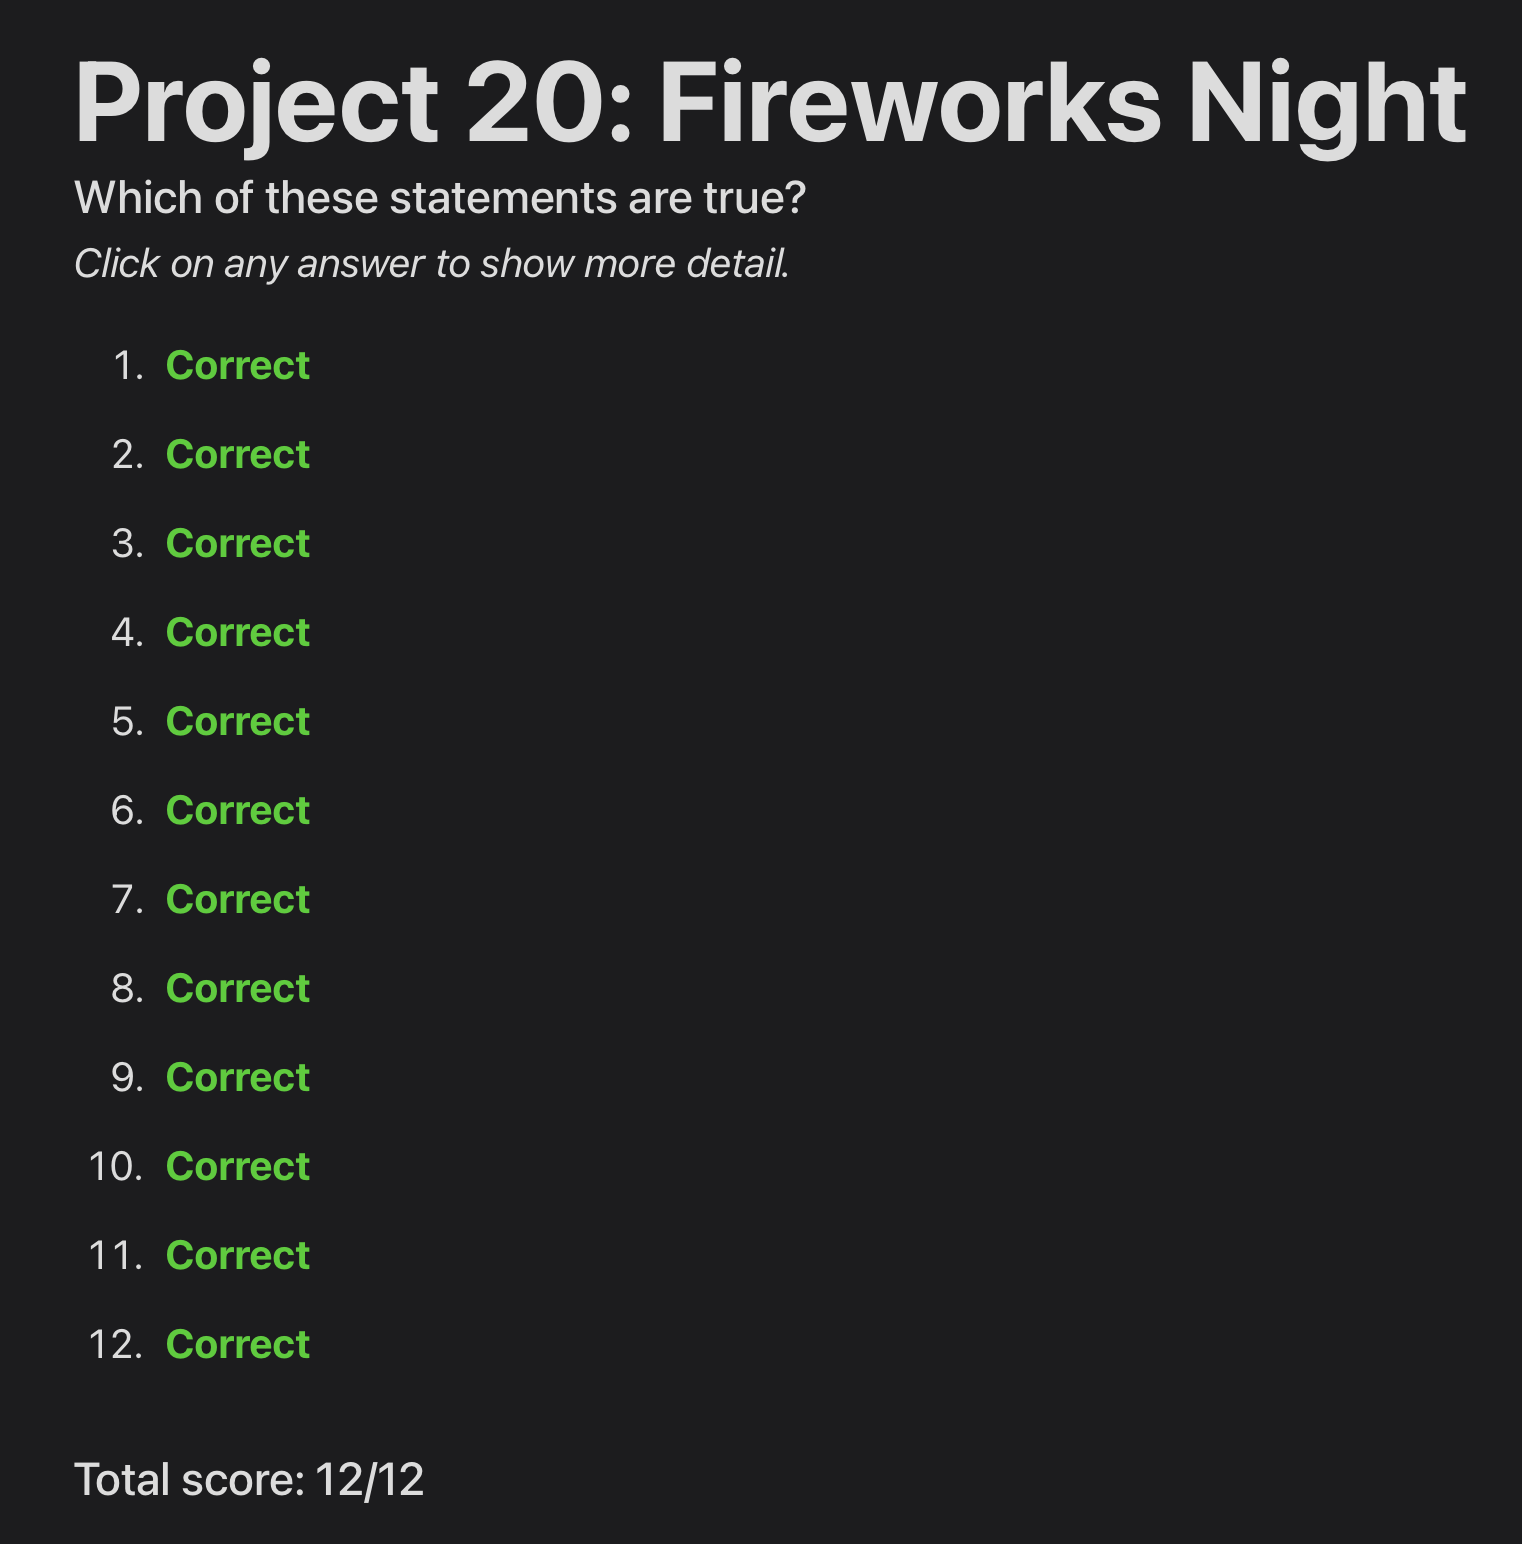 Project 20: Fireworks Night
Which of these statements are true?
Click on any answer to show more detail.
1. Correct
2. Correct
3. Correct
4. Correct
5. Correct
6. Correct
7. Correct
8. Correct
9. Correct
10. Correct
11. Correct
12. Correct
Total score: 12/12